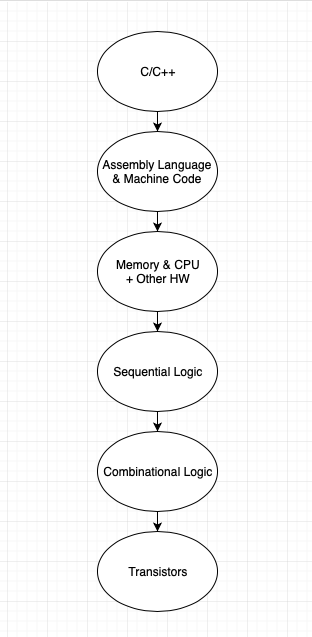 C/C++
Assembly Language
& Machine Code
Memory & CPU
+ Other HW
Sequential Logic
Combinational Logic
Transistors